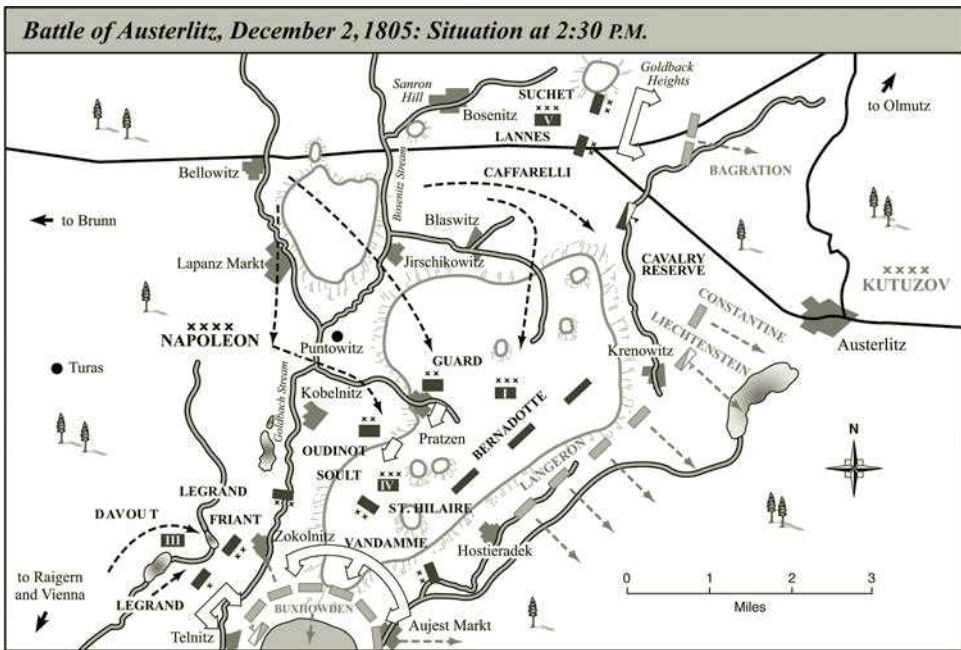 Battle of Austerlitz, December 2, 1805: Situation at 2:30 P.M.
Sanron
Hill
Bosenitz
SUCHET
V
LANNES
Goldback
Heights
to Olmutz
Bellowitz
Bosenitz Stream
CAFFARELLI
BAGRATION
to Brunn
Blaswitz
Lapanz Markt
Jirschikowitz
CAVALRY
RESERVE
KUTUZOV
CONSTANTINE
LIECHTENSTEIN
NAPOLEON
Puntowitz
Austerlitz
Turas
GUARD
Krenowitz
I
Kobelnitz
Goldbach Stream
BERNADOTTE
Pratzen
OUDINOT
N
SOULT
IV
LANGERON
LEGRAND
ST. HILAIRE
DAVOUT
FRIANT
III
Zokolnitz
VANDAMME
Hostieradek
to Raigern
and Vienna
LEGRAND
BUXHOWDEN
0 1 2 3
Miles
Telnitz
Aujest Markt